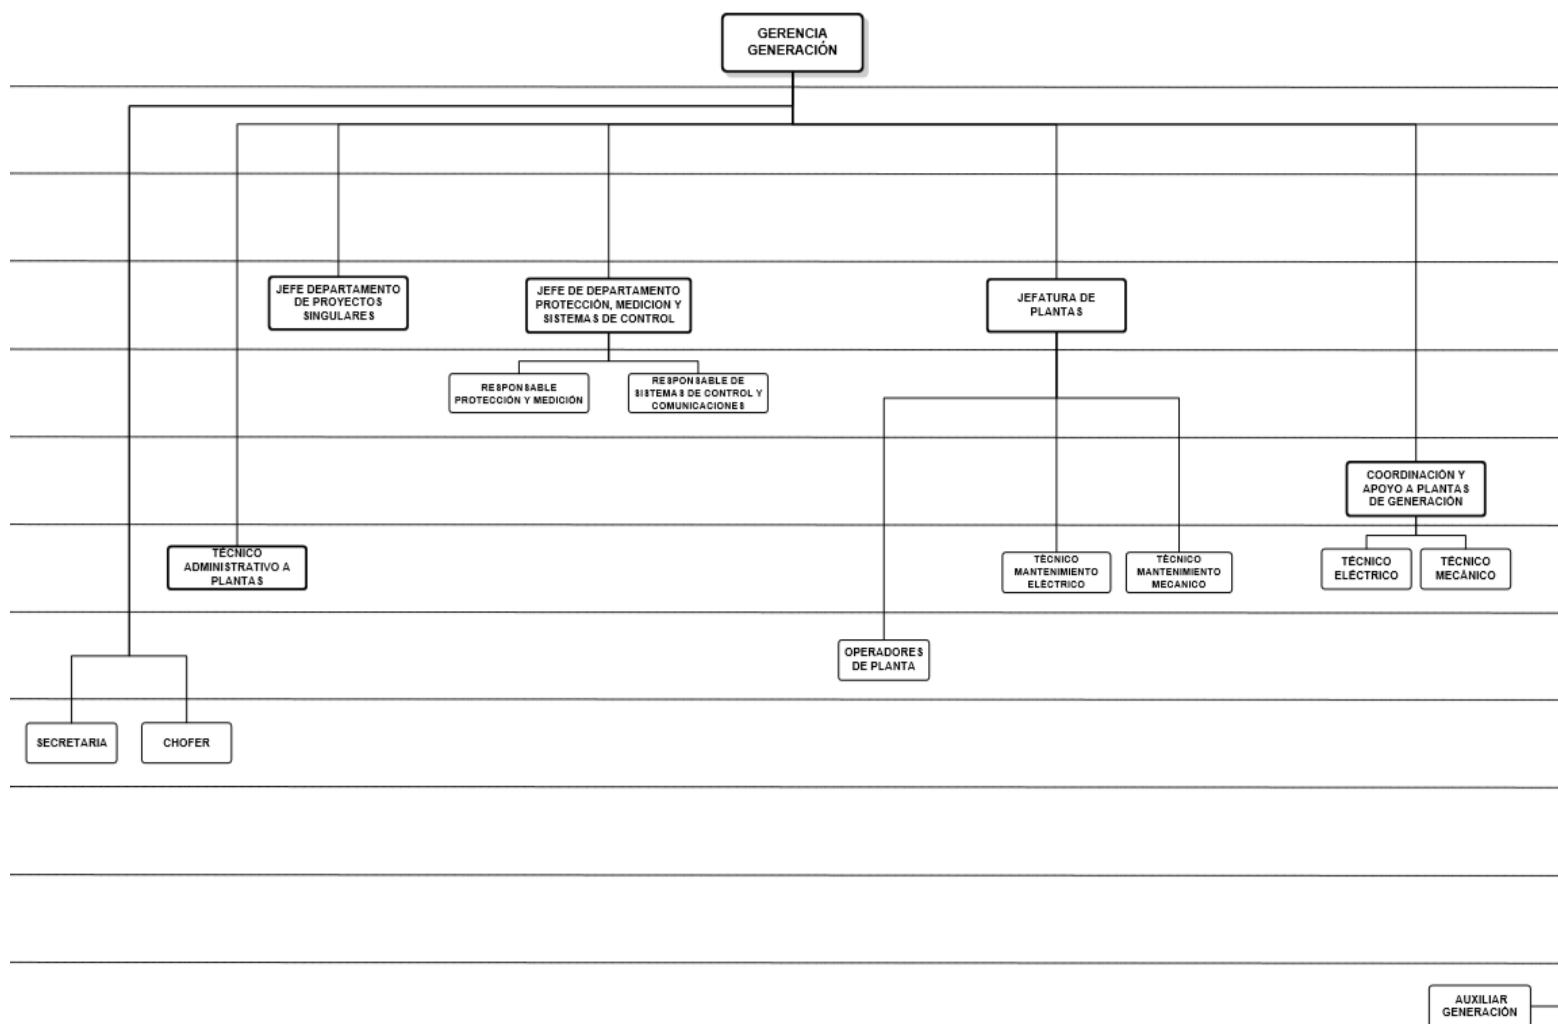 GERENCIA
GENERACIÓN
JEFE DEPARTAMENTO
DE PROYECTOS
SINGULARES
JEFE DE DEPARTAMENTO
PROTECCIÓN, MEDICION Y
SISTEMAS DE CONTROL
JEFATURA DE
PLANTAS
RESPONSABLE
PROTECCIÓN Y MEDICIÓN
RESPONSABLE DE
SISTEMAS DE CONTROL Y
COMUNICACIONES
COORDINACIÓN Y
APOYO A PLANTAS
DE GENERACIÓN
TÉCNICO
ADMINISTRATIVO A
PLANTAS
TÉCNICO
MANTENIMIENTO
ELÉCTRICO
TÉCNICO
MANTENIMIENTO
MECANICO
TÉCNICO
ELÉCTRICO
TÉCNICO
MECÁNICO
OPERADORES
DE PLANTA
SECRETARIA
CHOFER
AUXILIAR
GENERACIÓN